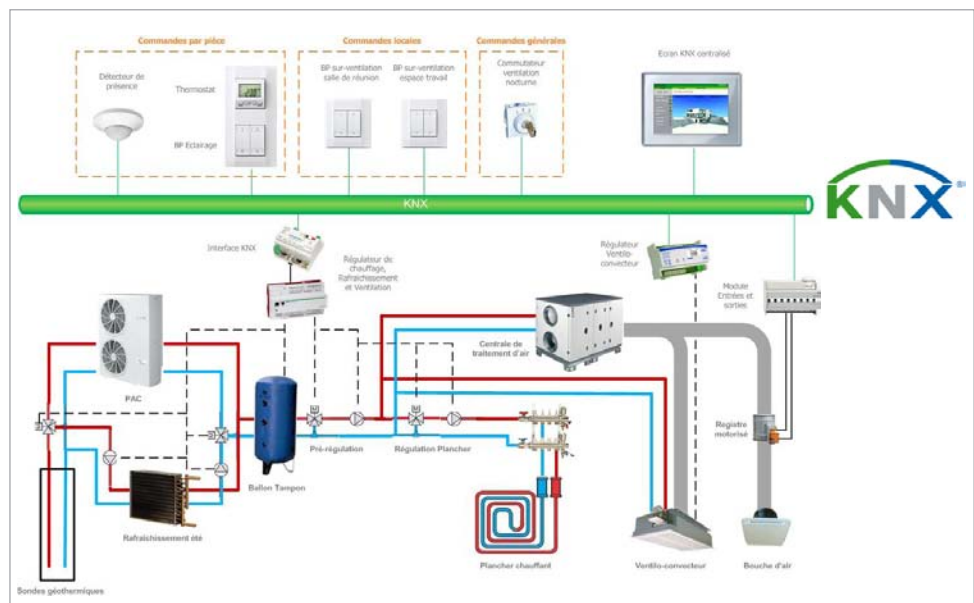 Commandes par pièce
Commandes locales
Commandes générales
Ecran KNX centralisé
Détecteur de
présence
Thermostat
BP Eclairage
BP sur-ventilation
salle de réunion
BP sur-ventilation
espace travail
Commutateur
ventilation
nocturne
KNX
KNX®
Interface KNX
Régulateur de
chauffage,
Rafraichissement
et Ventilation
Régulateur
Ventilo-
convecteur
Module
Entrées et
sorties
PAC
Centrale de
traitement d'air
Registre
motorisé
Pré-régulation
Régulation Plancher
Ballon Tampon
Rafraichissement été
Plancher chauffant
Ventilo-convecteur
Bouche d'air
Sondes géothermiques